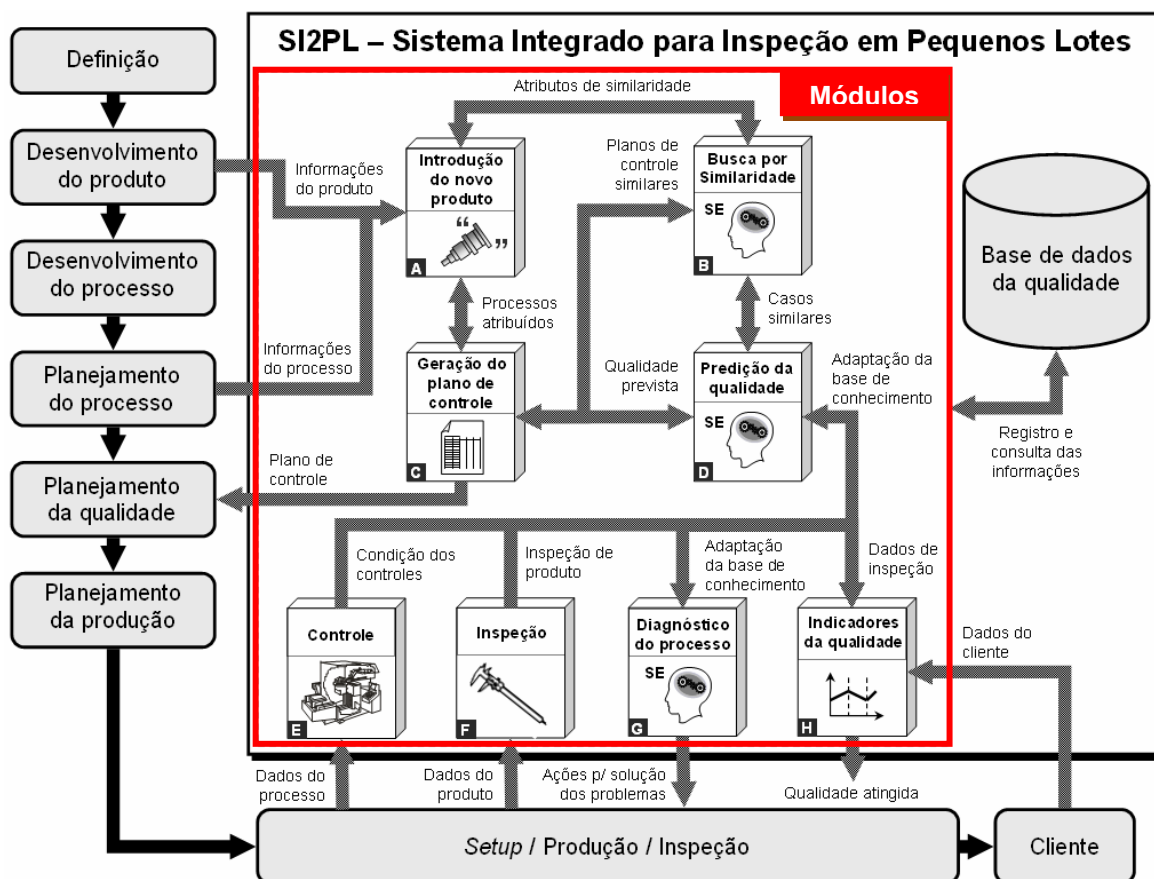 SI2PL – Sistema Integrado para Inspeção em Pequenos Lotes
Módulos
Definição
Desenvolvimento
do produto
Desenvolvimento
do processo
Planejamento
do processo
Planejamento
da qualidade
Planejamento
da produção
Atributos de similaridade
Informações
do produto
Introdução
do novo
produto
“
”
A
Planos de
controle
similares
Busca por
Similaridade
SE
B
Base de dados
da qualidade
Processos
atribuídos
Casos
similares
Informações
do processo
Geração do
plano de
controle
C
Qualidade
prevista
Predição da
qualidade
SE
D
Adaptação da
base de
conhecimento
Registro e
consulta das
informações
Plano de
controle
Condição dos
controles
Inspeção de
produto
Adaptação
da base de
conhecimento
Dados de
inspeção
Controle
E
Inspeção
F
Diagnóstico
do processo
SE
G
Indicadores
da qualidade
H
Dados do
cliente
Dados do
processo
Dados do
produto
Ações p/ solução
dos problemas
Qualidade atingida
Setup / Produção / Inspeção
Cliente